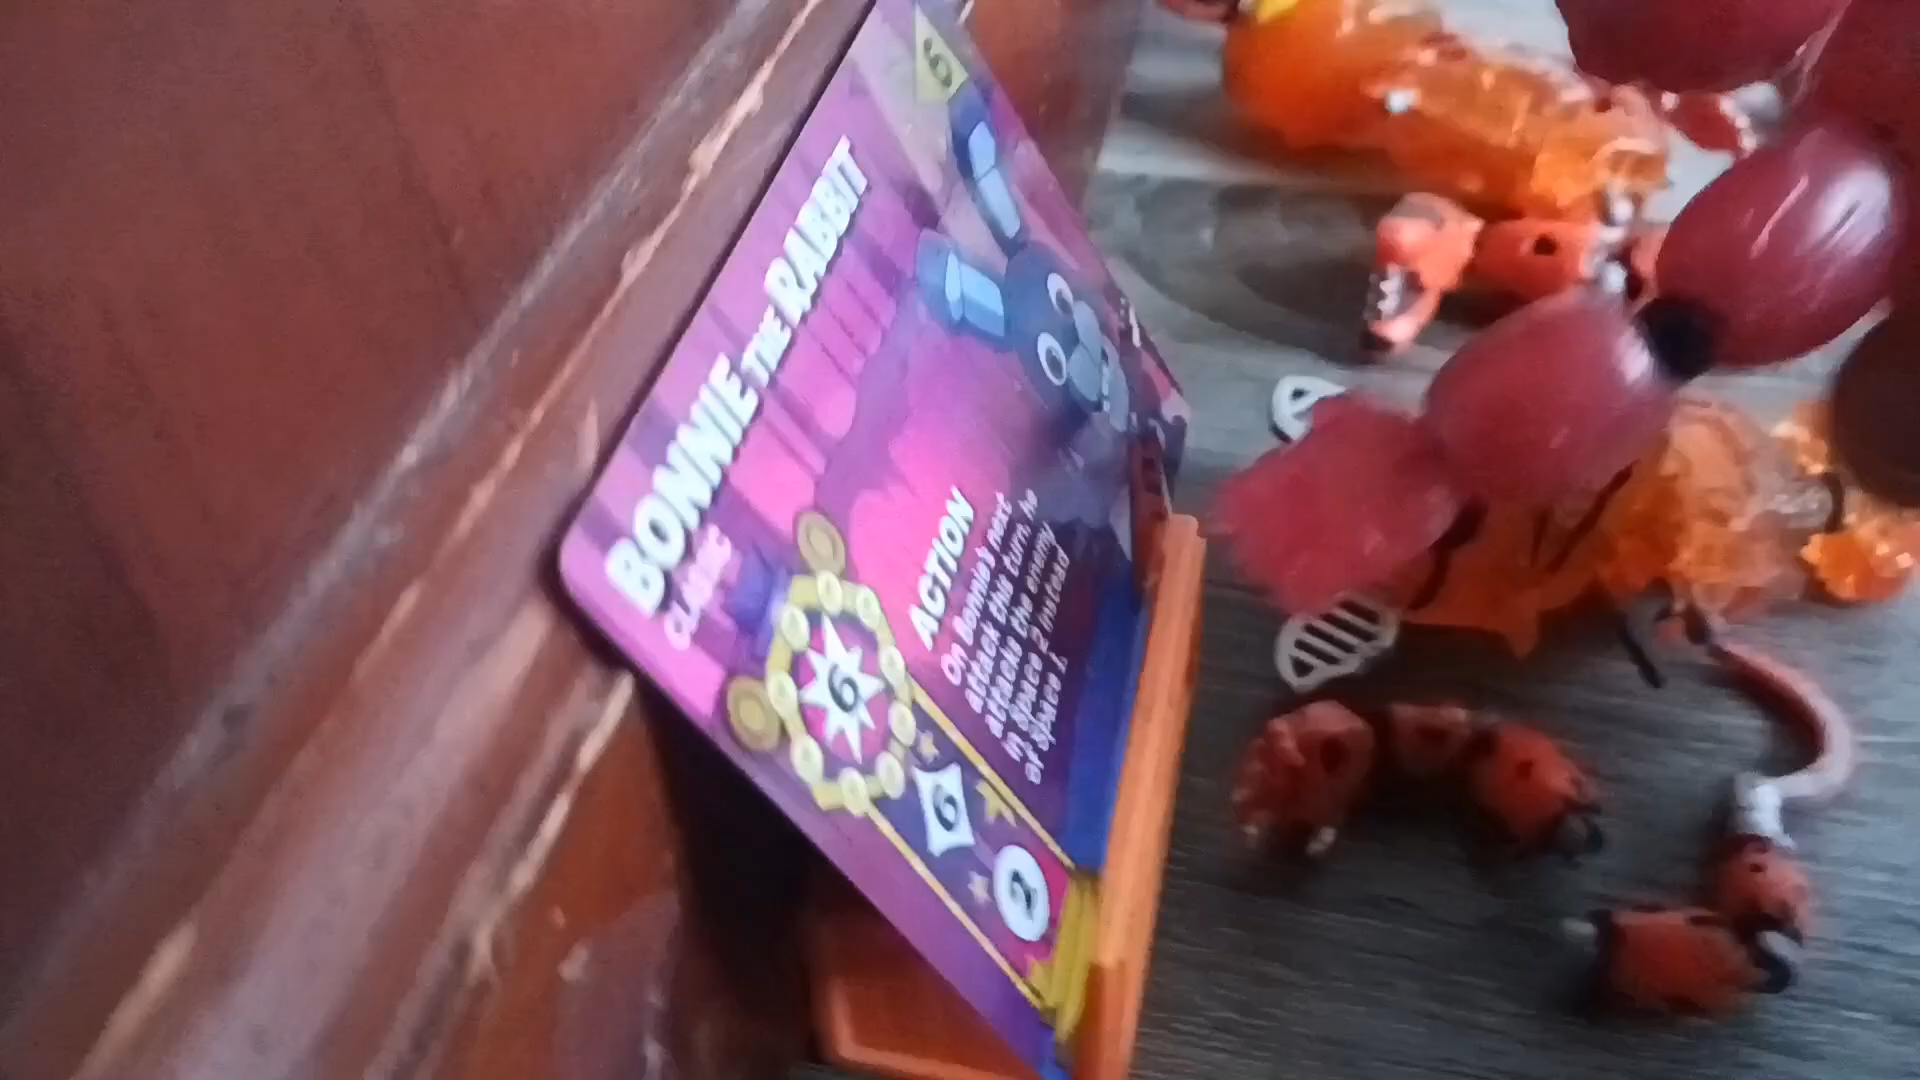 6
BONNIE THE RABBIT
CLASSIC
6
6
2
ACTION
On Bonnie's next
attack this turn, he
attacks the enemy
in Space 2 instead
of Space 1.